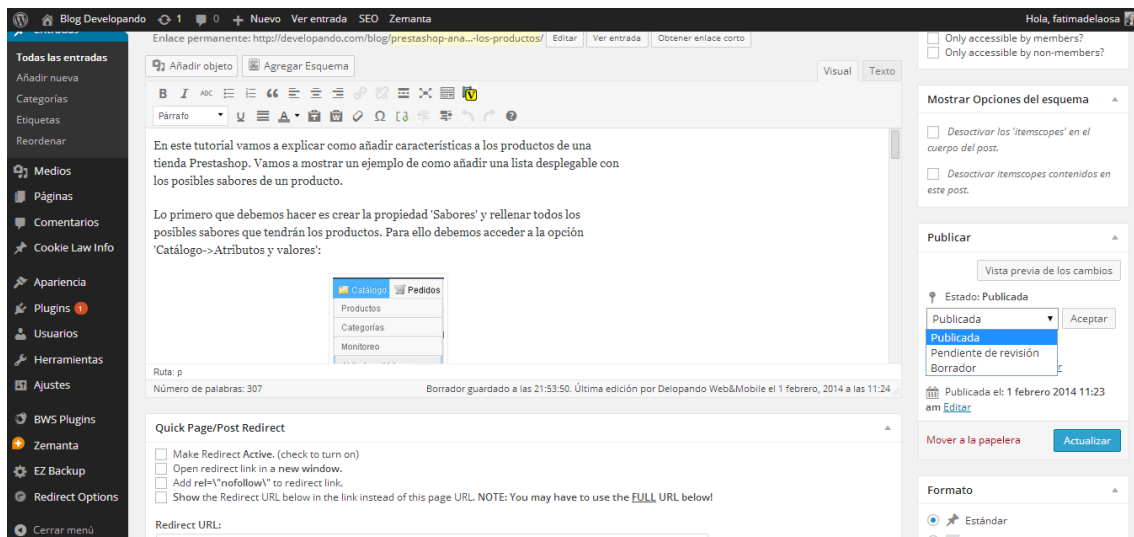 Blog Developando 1 0 Nuevo Ver entrada SEO Zemanta Hola, fatimadelaosa
Entradas
Todas las entradas
Añadir nueva
Categorías
Etiquetas
Reordenar
Medios
Páginas
Comentarios
Cookie Law Info
Apariencia
Plugins 1
Usuarios
Herramientas
Ajustes
BWS Plugins
Zemanta
EZ Backup
Redirect Options
Cerrar menú
Enlace permanente: http://developando.com/blog/prestashop-ana...-los-productos/ Editar Ver entrada Obtener enlace corto
Añadir objeto Agregar Esquema Visual Texto
B I ABC
Párrafo U A Ω
En este tutorial vamos a explicar como añadir características a los productos de una
tienda Prestashop. Vamos a mostrar un ejemplo de como añadir una lista desplegable con
los posibles sabores de un producto.
Lo primero que debemos hacer es crear la propiedad 'Sabores' y rellenar todos los
posibles sabores que tendrán los productos. Para ello debemos acceder a la opción
'Catálogo->Atributos y valores':
Catálogo Pedidos
Productos
Categorías
Monitoreo
Ruta: p
Número de palabras: 307 Borrador guardado a las 21:53:50. Última edición por Delopando Web&Mobile el 1 febrero, 2014 a las 11:24
Quick Page/Post Redirect
Make Redirect Active. (check to turn on)
Open redirect link in a new window.
Add rel=\"nofollow\" to redirect link.
Show the Redirect URL below in the link instead of this page URL. NOTE: You may have to use the FULL URL below!
Redirect URL:
Only accessible by members?
Only accessible by non-members?
Mostrar Opciones del esquema
Desactivar los 'itemscopes' en el
cuerpo del post.
Desactivar itemscopes contenidos en
este post.
Publicar
Vista previa de los cambios
Estado: Publicada
Publicada Aceptar
Publicada
Pendiente de revisión
Borrador
Publicada el: 1 febrero 2014 11:23
am Editar
Mover a la papelera Actualizar
Formato
Estándar